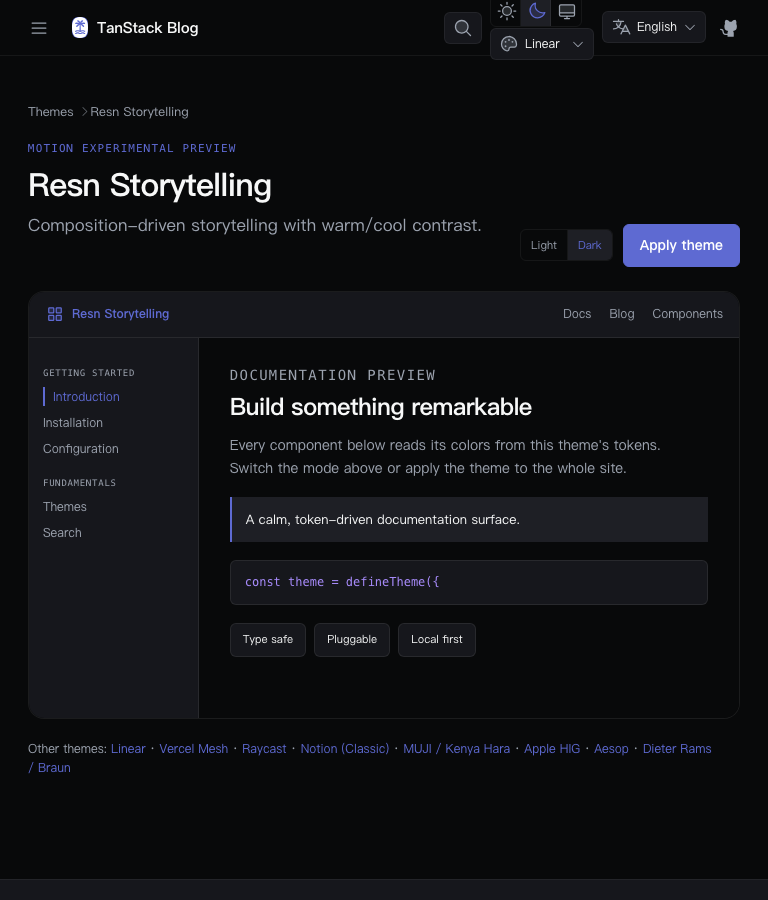 TanStack Blog
Linear
English
Themes
Resn Storytelling
MOTION EXPERIMENTAL PREVIEW
Resn Storytelling
Composition-driven storytelling with warm/cool contrast.
Light
Dark
Apply theme
Resn Storytelling
Docs
Blog
Components
GETTING STARTED
Introduction
Installation
Configuration
FUNDAMENTALS
Themes
Search
DOCUMENTATION PREVIEW
Build something remarkable
Every component below reads its colors from this theme's tokens.
Switch the mode above or apply the theme to the whole site.
A calm, token-driven documentation surface.
const theme = defineTheme({
Type safe
Pluggable
Local first
Other themes: Linear · Vercel Mesh · Raycast · Notion (Classic) · MUJI / Kenya Hara · Apple HIG · Aesop · Dieter Rams
/ Braun